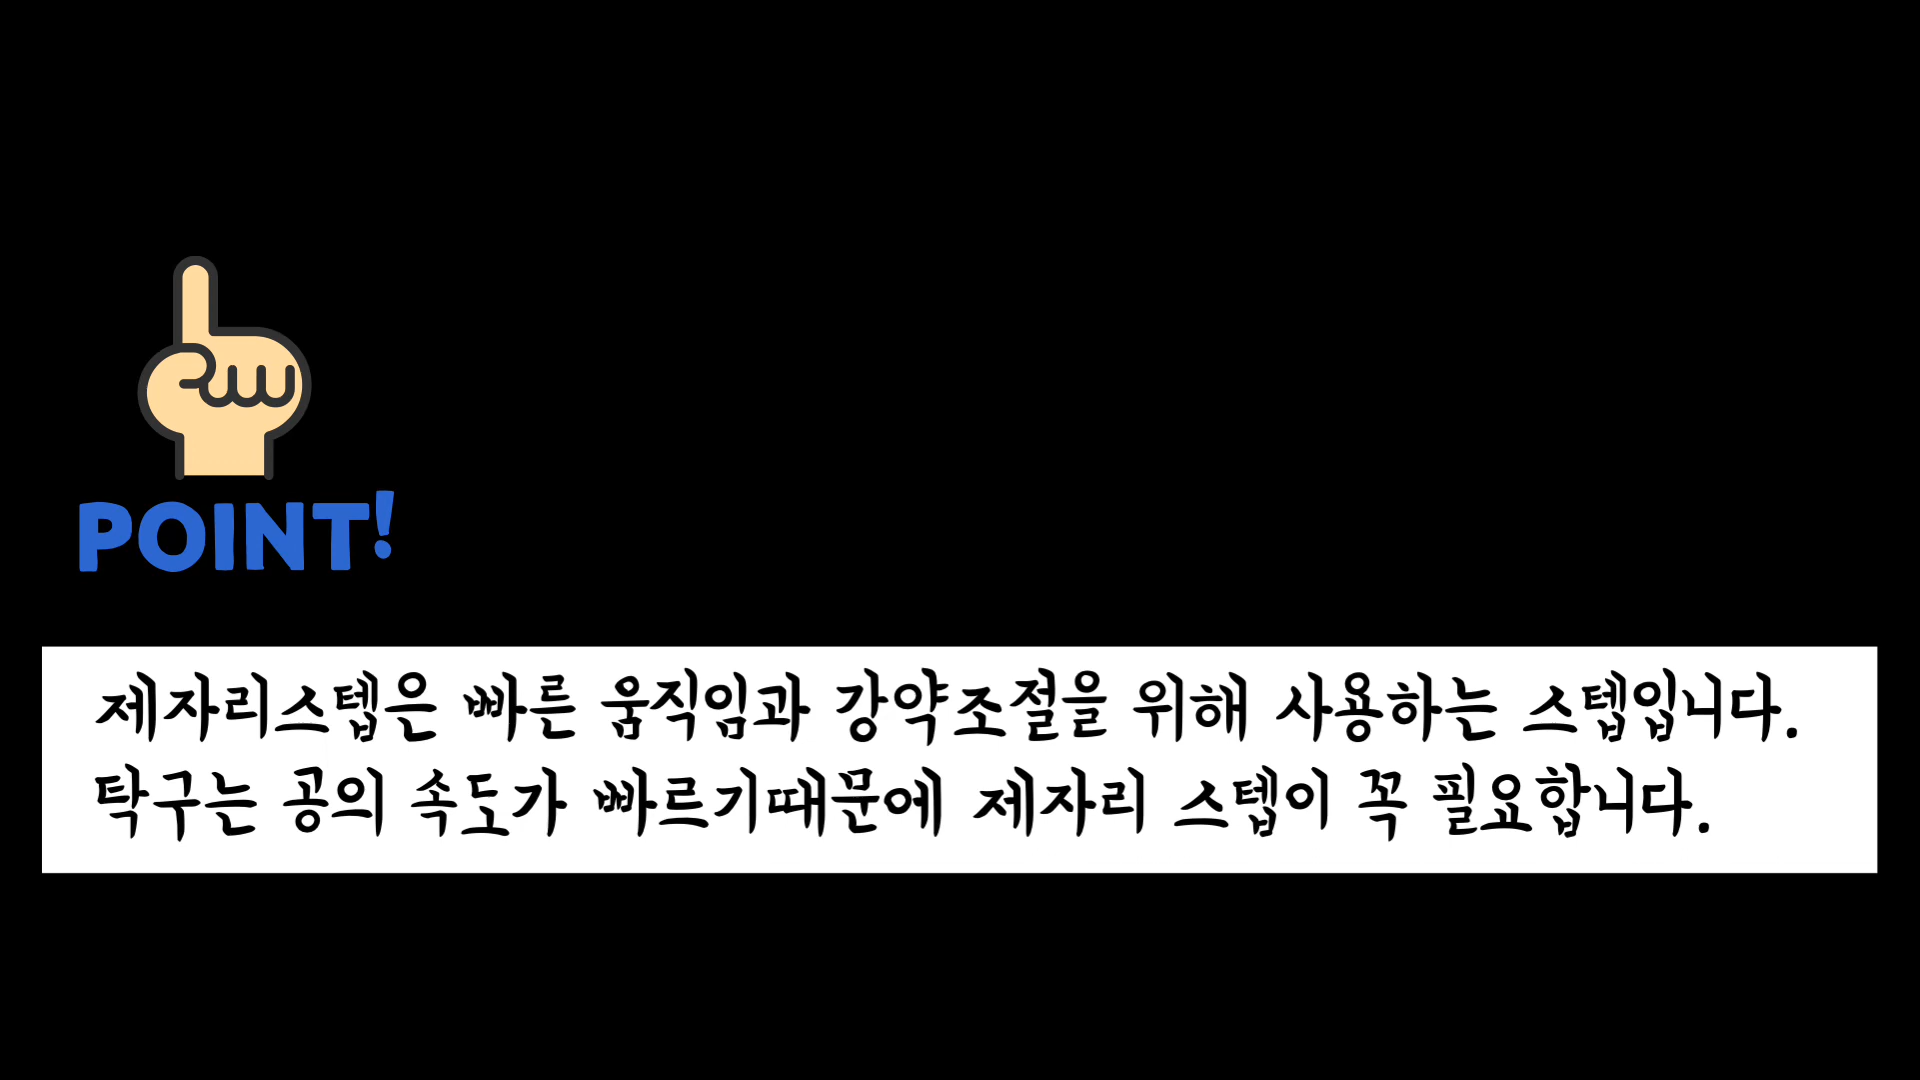 POINT!
제자리스텝은 빠른 움직임과 강약조절을 위해 사용하는 스텝입니다.
탁구는 공의 속도가 빠르기때문에 제자리 스텝이 꼭 필요합니다.